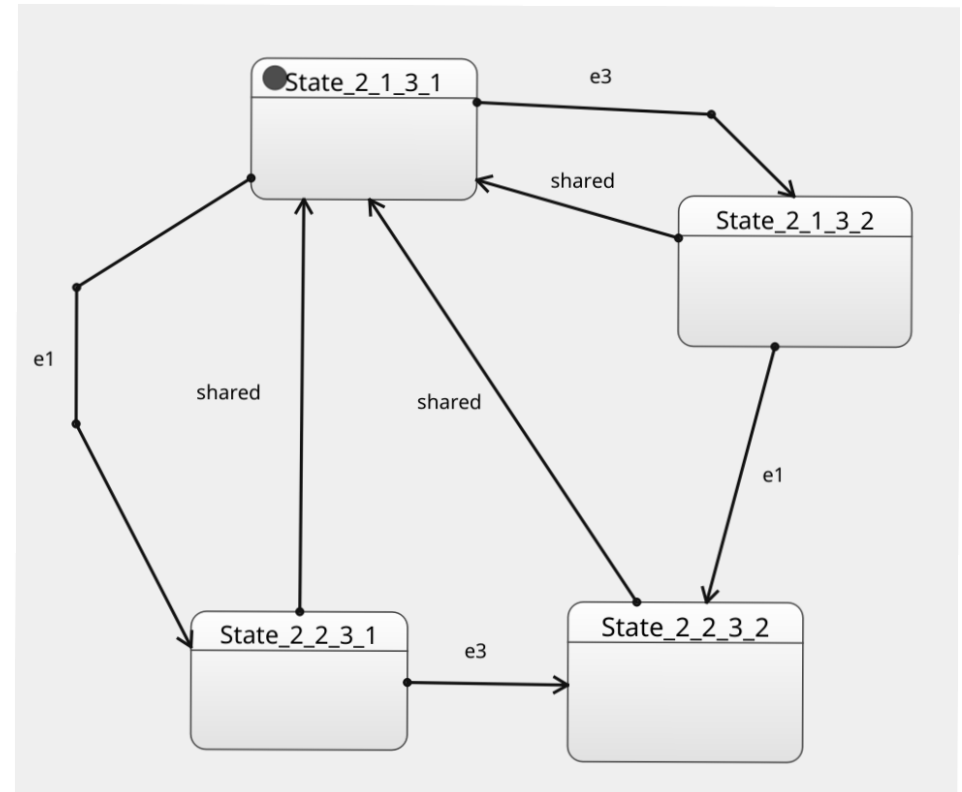 e3
State_2_1_3_1
shared
State_2_1_3_2
e1
shared
shared
e1
e3
State_2_2_3_1
State_2_2_3_2